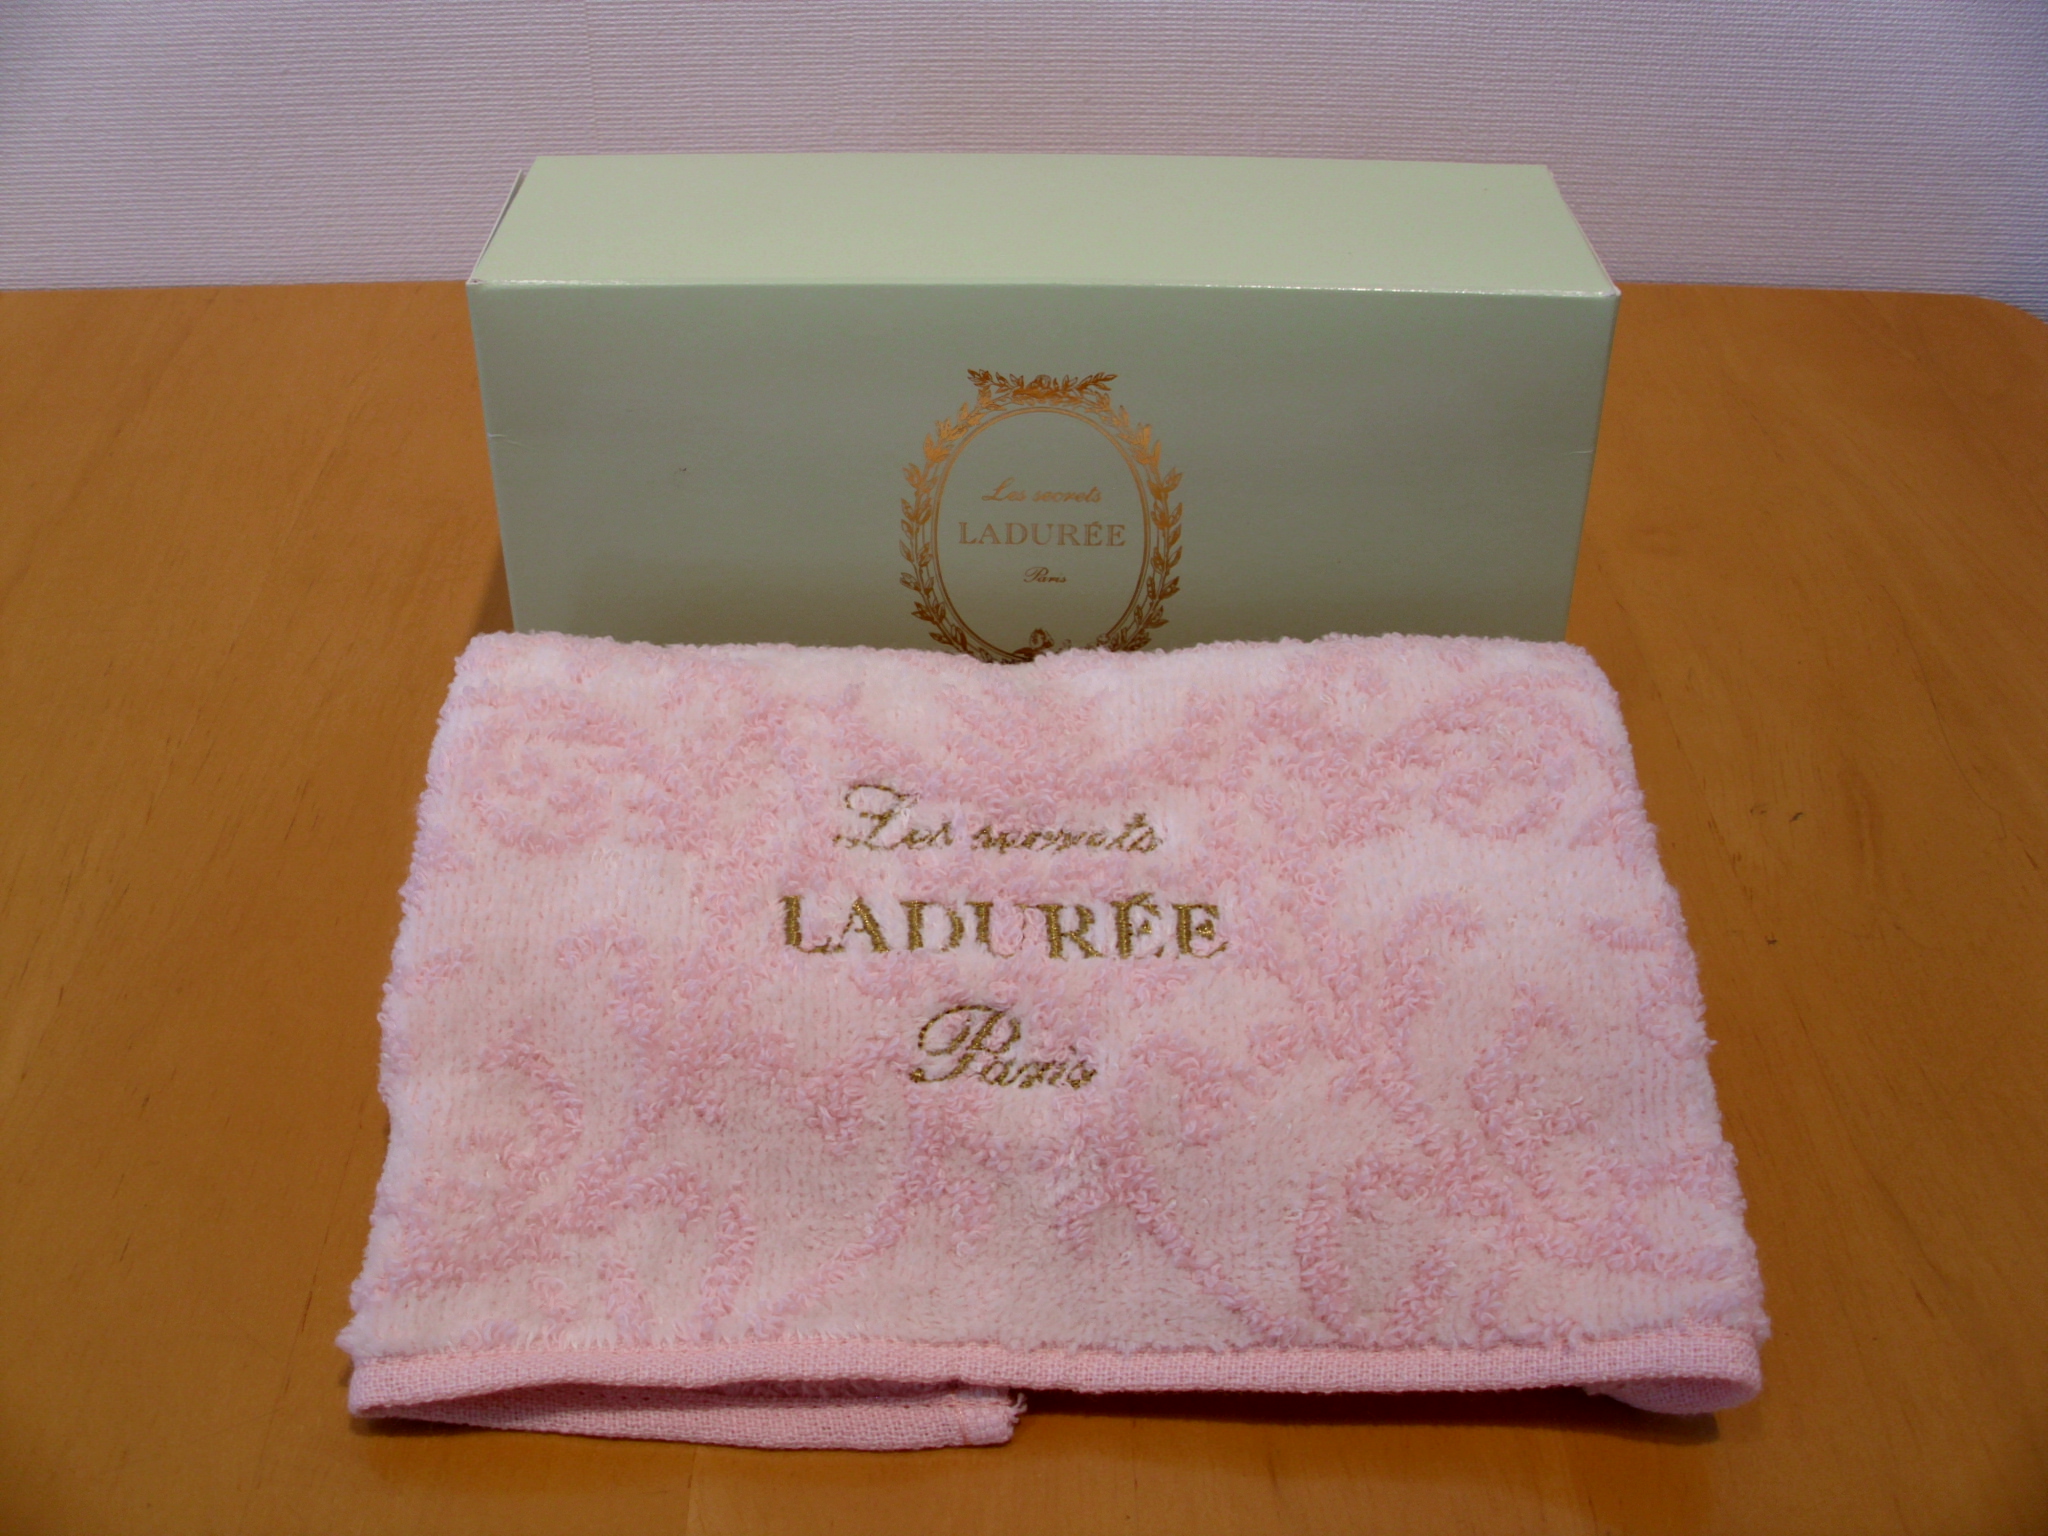 Les secrets
LADURÉE
Paris
Les secrets
LADURÉE
Paris